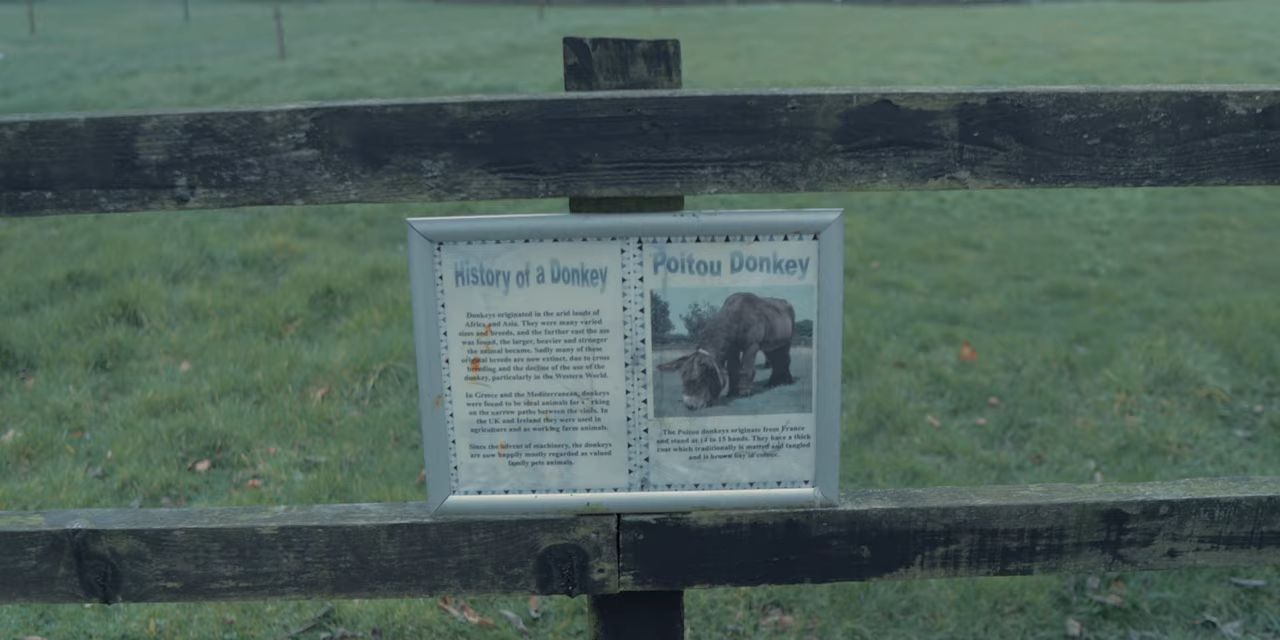 History of a Donkey
Donkeys originated in the arid lands of
Africa and Asia. They were many varied
sizes and breeds, and the further east the ass
was found, the larger, heavier and stronger
the animal became. Sadly many of these
original breeds are now extinct, due to cross
breeding and the decline of the use of the
donkey, particularly in the Western World.
In Greece and the Mediterranean, donkeys
were found to be ideal animals for
on the narrow paths between the vines. In
the UK and Ireland they were used in
agriculture and as working farm animals.
Since the advent of machinery, the donkeys
are now happily mostly regarded as valued
family pets animals.
Poitou Donkey
The Poitou donkeys originate from France
and stand at 14 to 15 hands. They have a thick
coat which traditionally is matted and tangled
and is brown bay in colour.